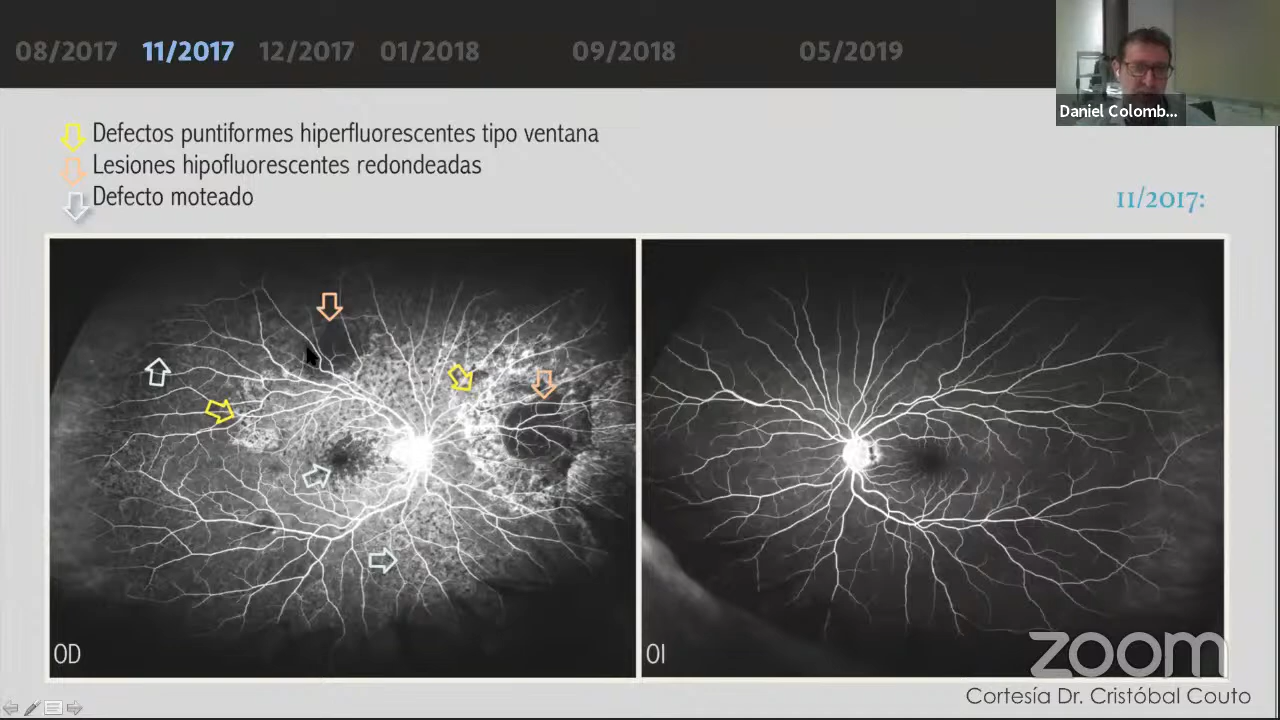 08/2017 11/2017 12/2017 01/2018 09/2018 05/2019
Daniel Colomb...
Defectos puntiformes hiperfluorescentes tipo ventana
Lesiones hipofluorescentes redondeadas
Defecto moteado
11/2017:
OD
OI
zoom
Cortesía Dr. Cristóbal Couto